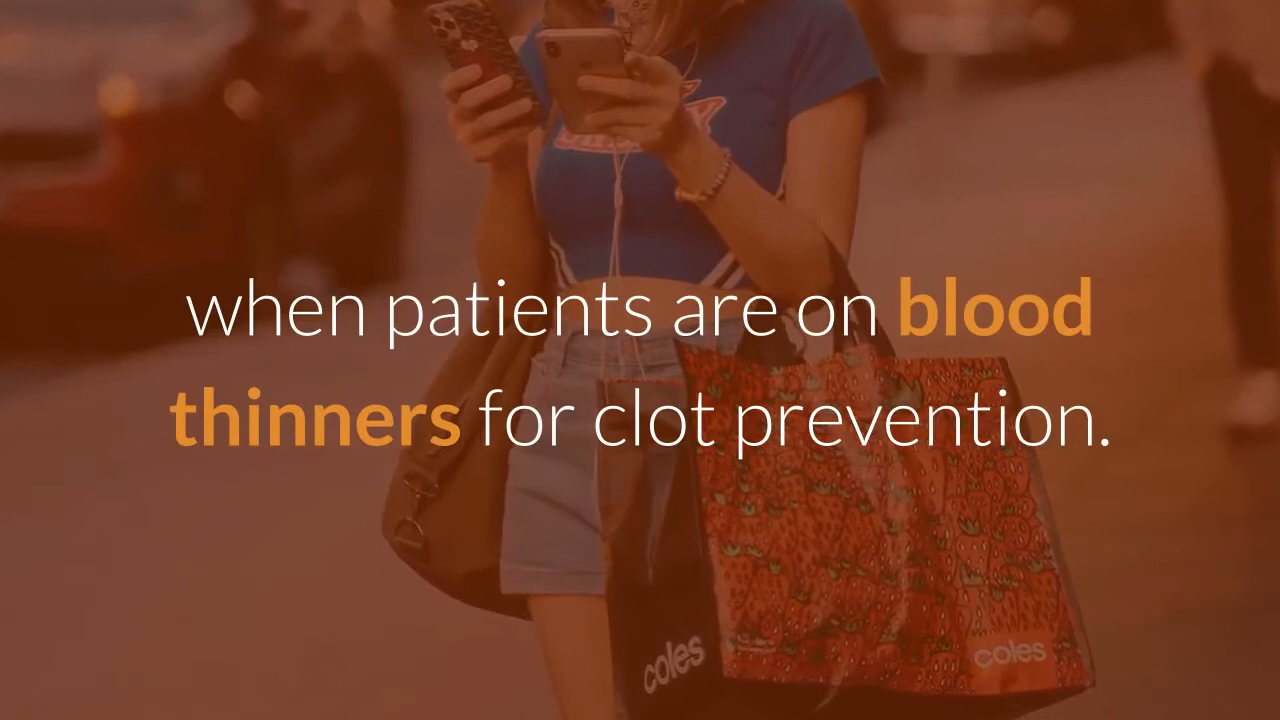 when patients are on blood
thinners for clot prevention.
coles
coles